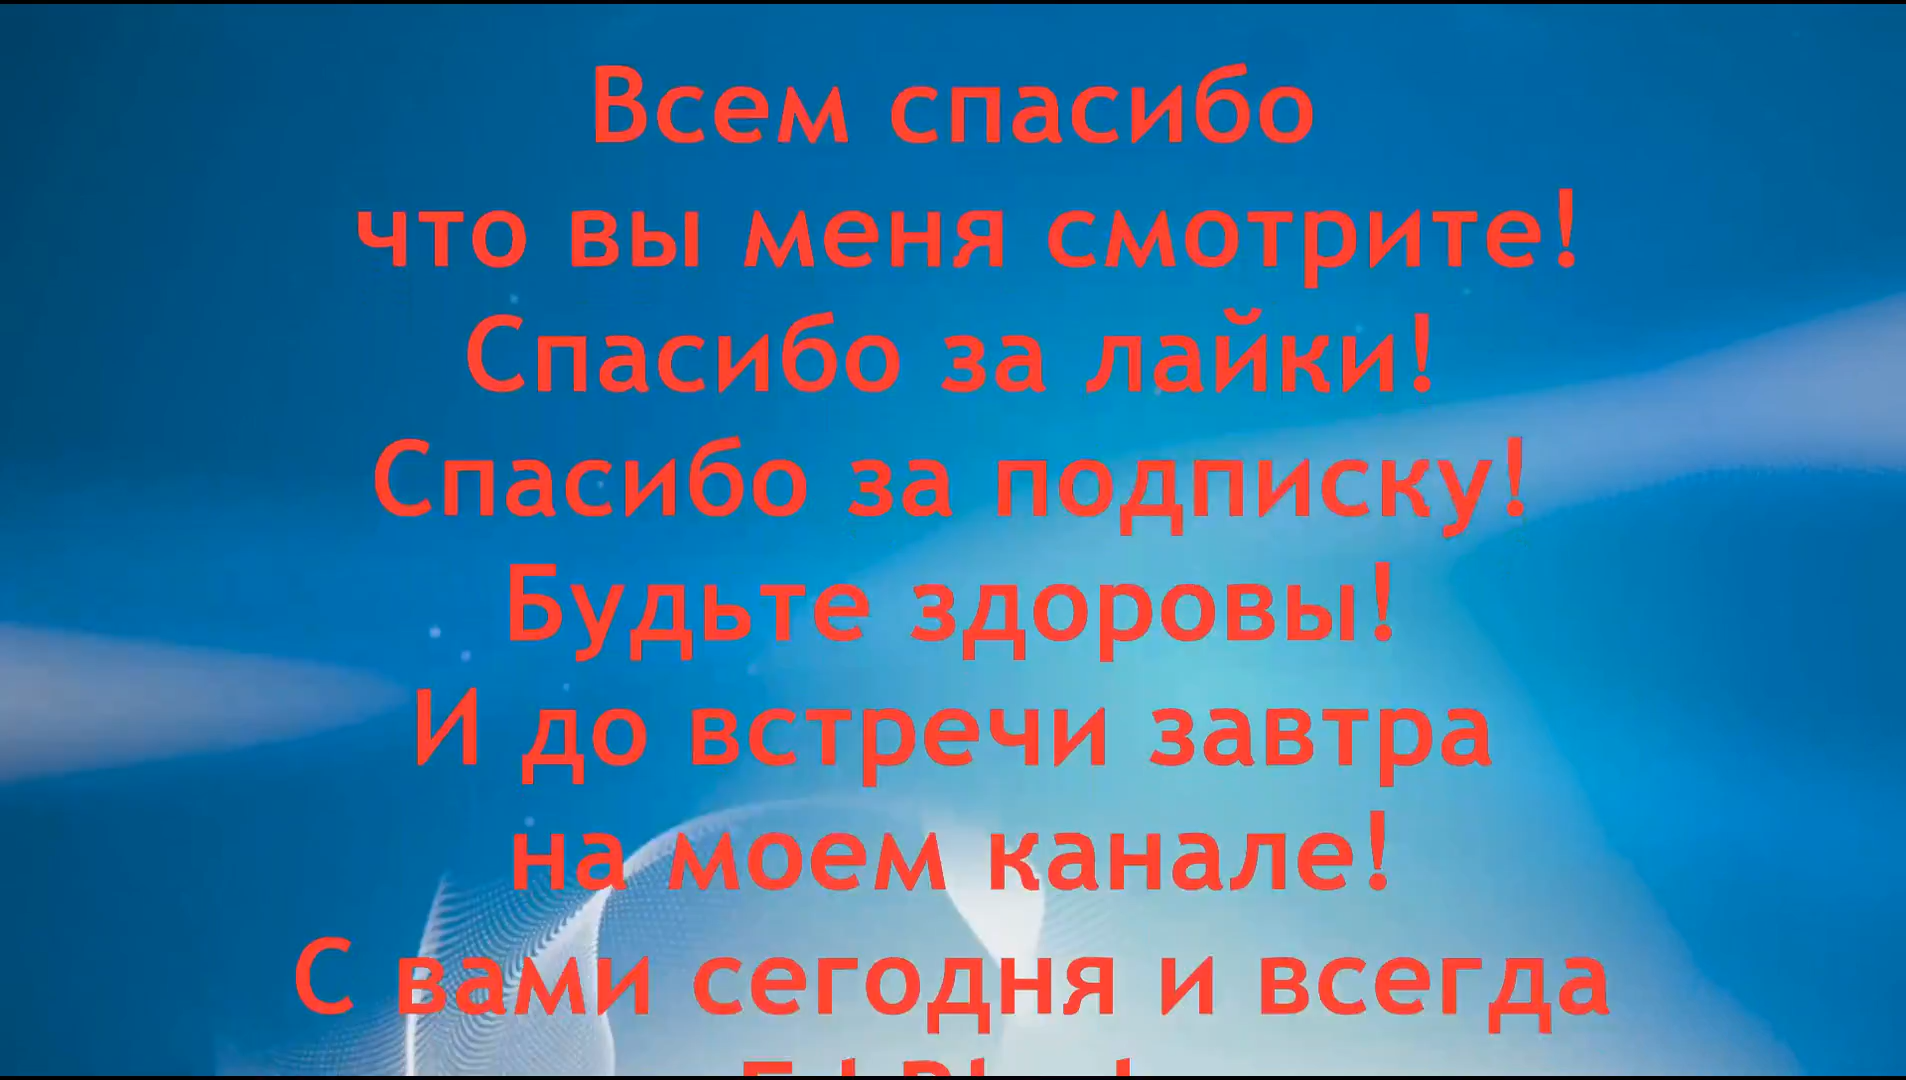 Всем спасибо
что вы меня смотрите!
Спасибо за лайки!
Спасибо за подписку!
Будьте здоровы!
И до встречи завтра
на моем канале!
С вами сегодня и всегда